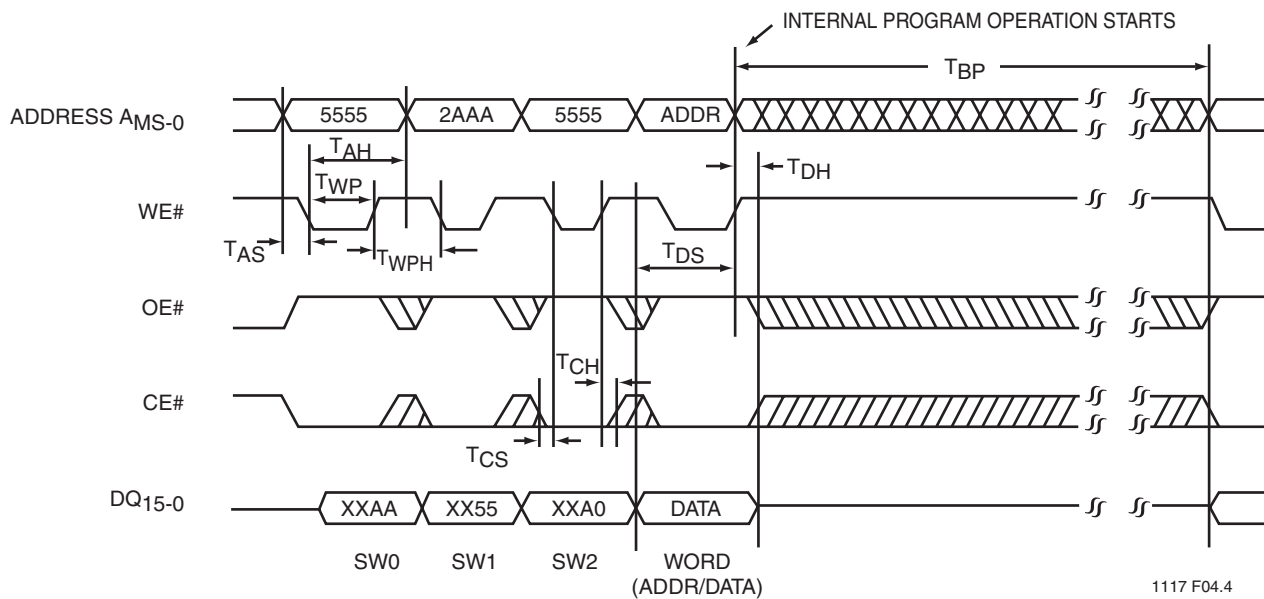 INTERNAL PROGRAM OPERATION STARTS
TBP
ADDRESS AMS-0
5555
2AAA
5555
ADDR
TAH
TDH
TWP
WE#
TAS
TWPH
TDS
OE#
TCH
CE#
TCS
DQ15-0
XXAA
XX55
XXA0
DATA
SW0
SW1
SW2
WORD
(ADDR/DATA)
1117 F04.4